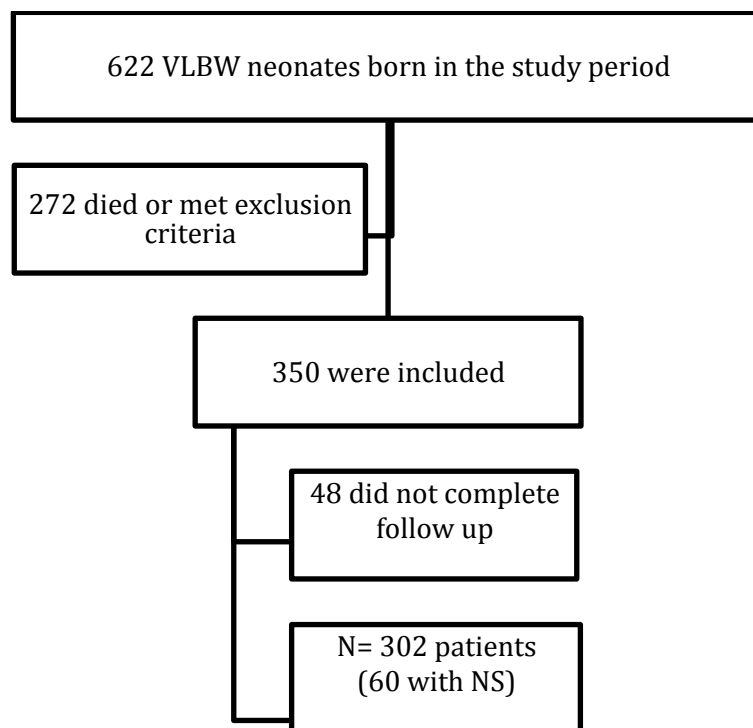 622 VLBW neonates born in the study period
272 died or met exclusion
criteria
350 were included
48 did not complete
follow up
N= 302 patients
(60 with NS)